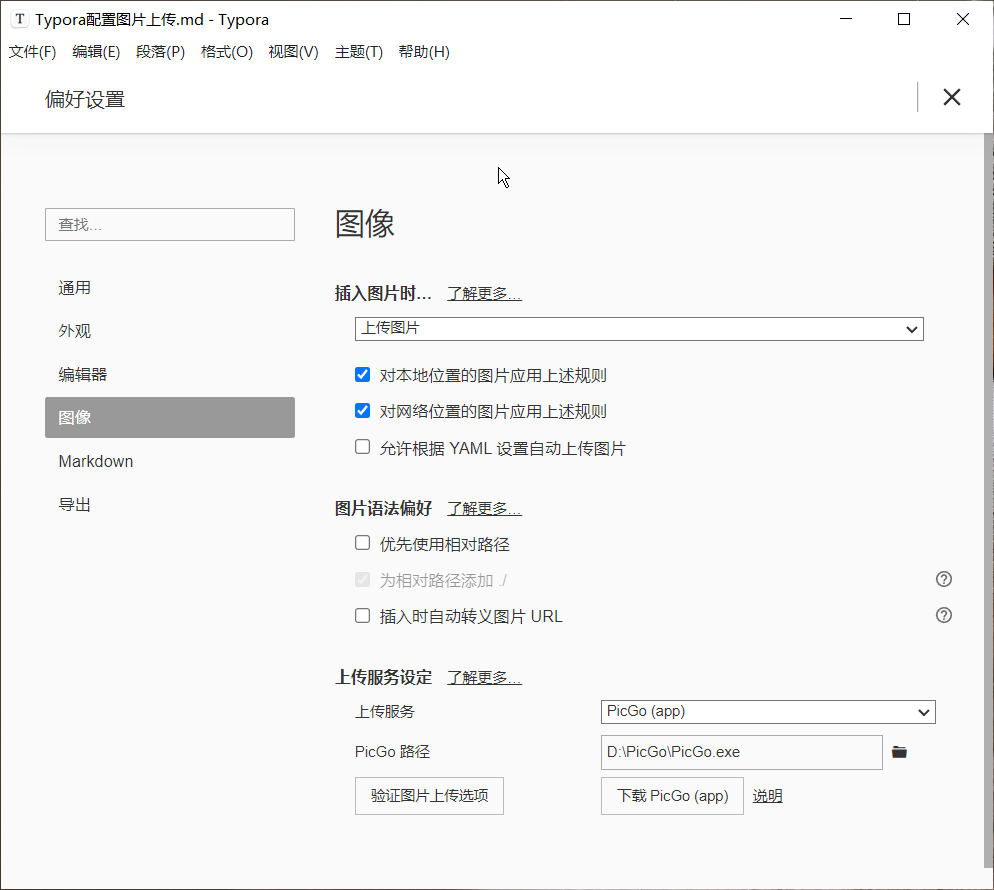 T Typora配置图片上传.md - Typora
文件(F) 编辑(E) 段落(P) 格式(O) 视图(V) 主题(T) 帮助(H)
偏好设置
查找...
通用
外观
编辑器
图像
Markdown
导出
图像
插入图片时... 了解更多...
上传图片
对本地位置的图片应用上述规则
对网络位置的图片应用上述规则
允许根据 YAML 设置自动上传图片
图片语法偏好 了解更多...
优先使用相对路径
为相对路径添加 ./
插入时自动转义图片 URL
上传服务设定 了解更多...
上传服务 PicGo (app)
PicGo 路径 D:\PicGo\PicGo.exe
验证图片上传选项 下载 PicGo (app) 说明